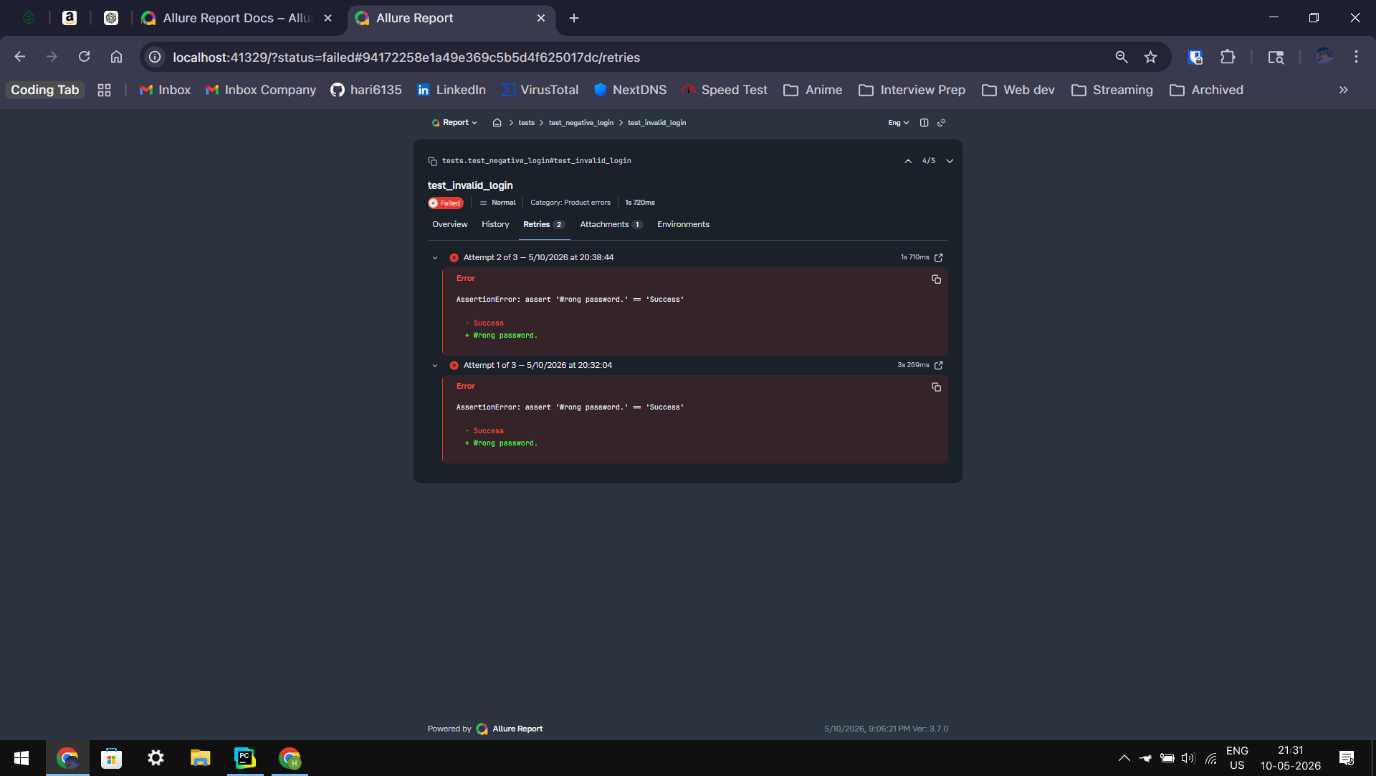 Allure Report Docs – Allu
Allure Report
localhost:41329/?status=failed#94172258e1a49e369c5b5d4f625017dc/retries
Coding Tab
Inbox
Inbox Company
hari6135
LinkedIn
VirusTotal
NextDNS
Speed Test
Anime
Interview Prep
Web dev
Streaming
Archived
Report
tests
test_negative_login
test_invalid_login
Eng
tests.test_negative_login#test_invalid_login
4/5
test_invalid_login
Failed
Normal
Category: Product errors
1s 720ms
Overview
History
Retries 2
Attachments 1
Environments
Attempt 2 of 3 – 5/10/2026 at 20:38:44
1s 710ms
Error
AssertionError: assert 'Wrong password.' == 'Success'
- Success
+ Wrong password.
Attempt 1 of 3 – 5/10/2026 at 20:32:04
3s 269ms
Error
AssertionError: assert 'Wrong password.' == 'Success'
- Success
+ Wrong password.
Powered by
Allure Report
5/10/2026, 9:06:21 PM Ver: 3.7.0
PC
H
ENG
US
21:31
10-05-2026